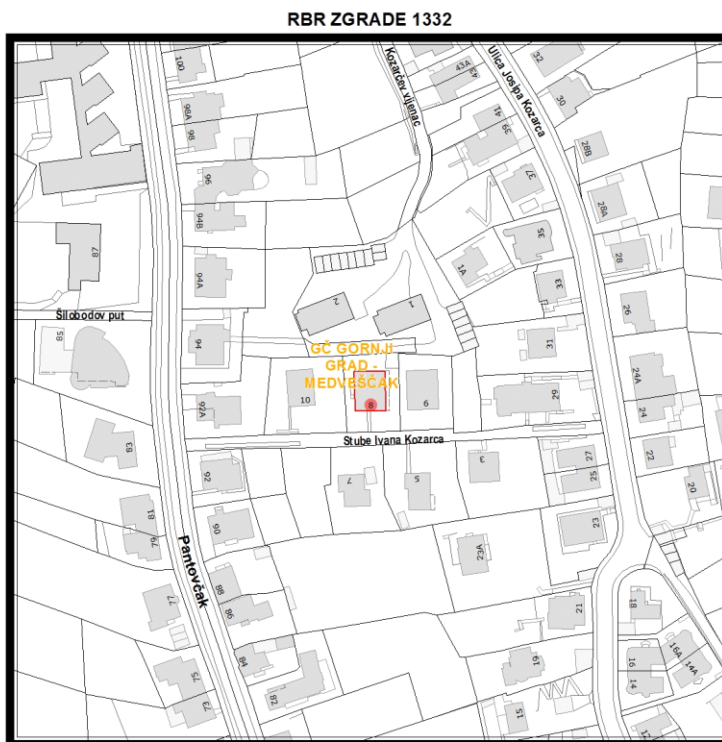 RBR ZGRADE 1332
100
98A
98
96
94B
94A
94
92A
92
90
88
86
84
82
87
Šilobodov put
85
83
81
79
77
75
73
Pantovčak
Kozarčev vijenac
Ulica Josipa Kozarca
43A
43
41
39
37
35
33
31
29
27
25
23
23A
21
19
15
1A
2
1
GČ GORNJI
GRAD -
MEDVEŠČAK
10
8
6
Stube Ivana Kozarca
7
5
3
32
30
28B
28A
28
26
24A
24
22
20
18
16
14
16A
14A
12